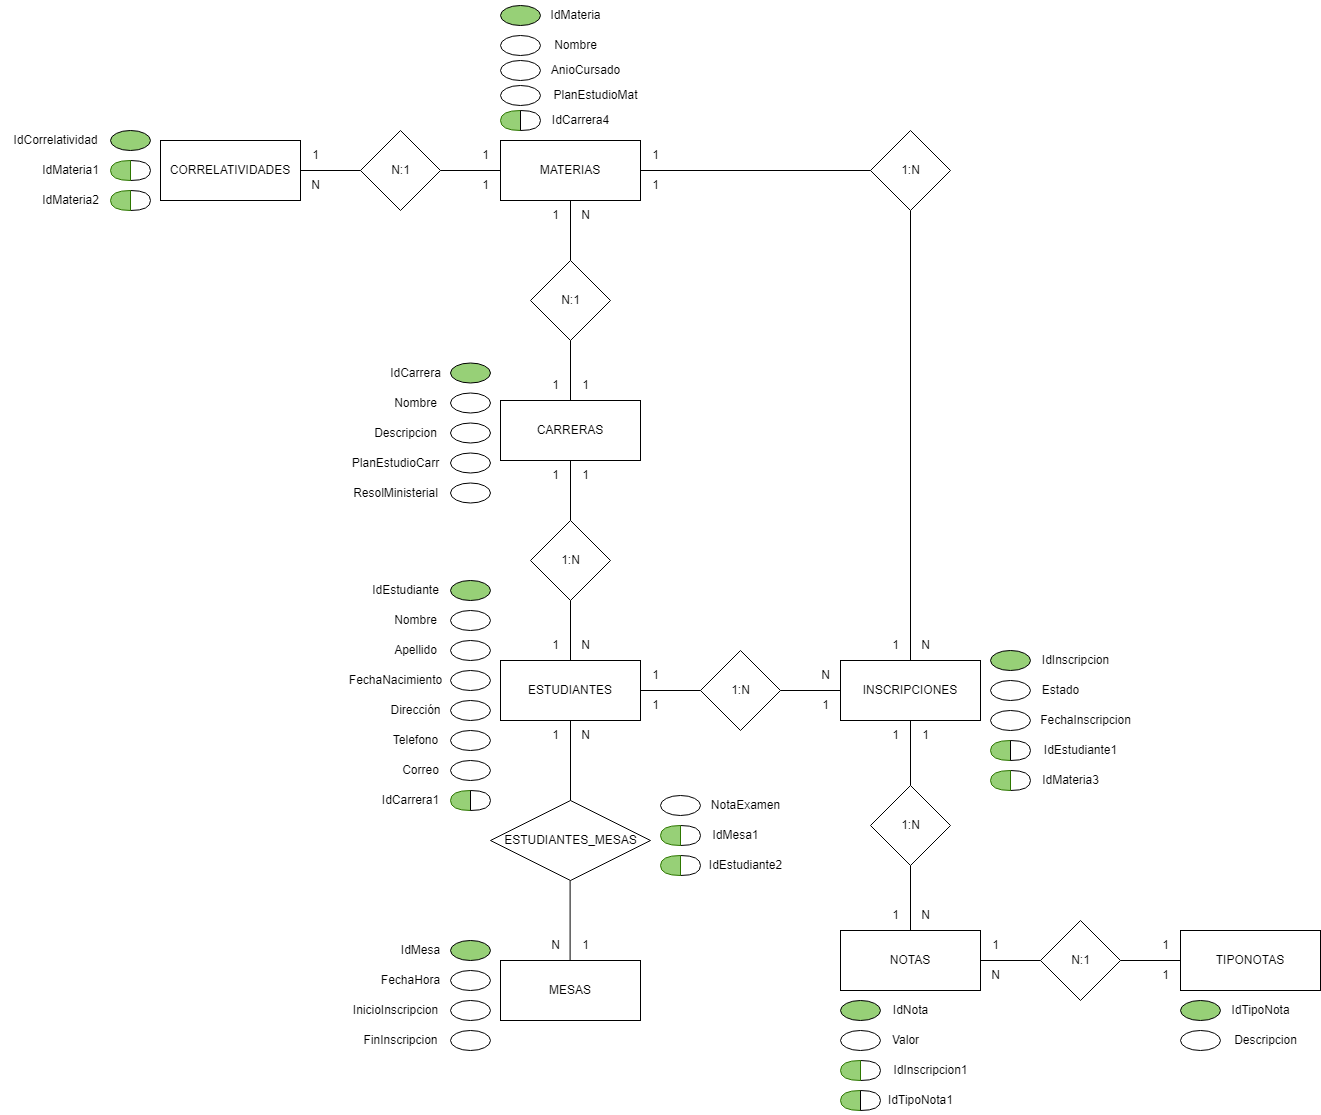 IdMateria
Nombre
AnioCursado
PlanEstudioMat
IdCarrera4
IdCorrelatividad
IdMateria1
IdMateria2
CORRELATIVIDADES
1
N
N:1
1
1
MATERIAS
1
1
1:N
1 N
N:1
1 1
IdCarrera
Nombre
Descripcion
PlanEstudioCarr
ResolMinisterial
CARRERAS
1 1
1:N
1 N
IdEstudiante
Nombre
Apellido
FechaNacimiento
Dirección
Telefono
Correo
IdCarrera1
ESTUDIANTES
1
1
1:N
N
1
1 N
INSCRIPCIONES
IdInscripcion
Estado
FechaInscripcion
IdEstudiante1
IdMateria3
1 N
ESTUDIANTES_MESAS
NotaExamen
IdMesa1
IdEstudiante2
N 1
IdMesa
FechaHora
InicioInscripcion
FinInscripcion
MESAS
1 1
1:N
1 N
NOTAS
1
N
N:1
1
1
TIPONOTAS
IdNota
Valor
IdInscripcion1
IdTipoNota1
IdTipoNota
Descripcion